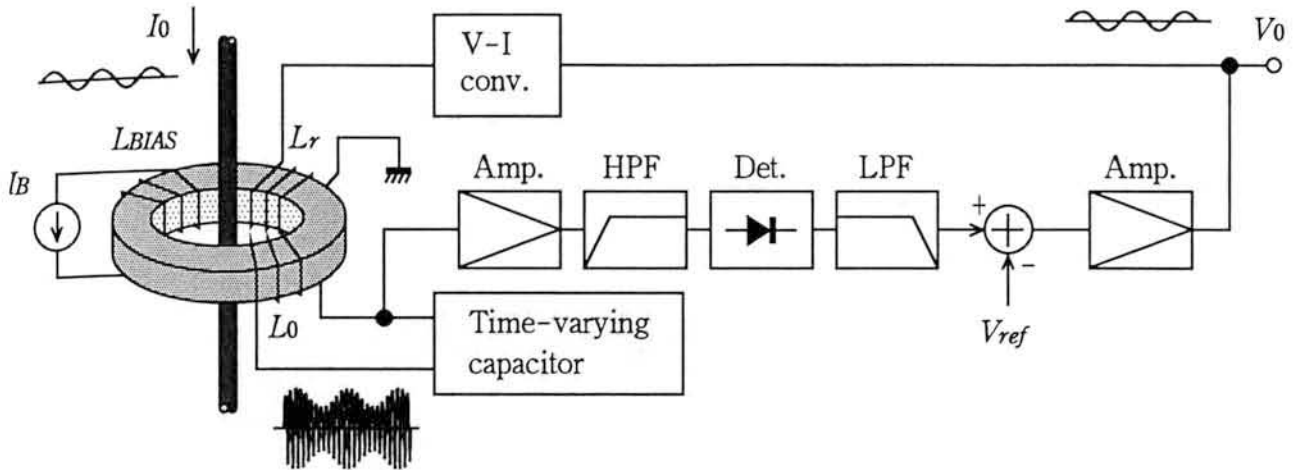 I0
V0
V-I
conv.
LBIAS
Lr
IB
Amp.
HPF
Det.
LPF
Amp.
+
-
Vref
L0
Time-varying
capacitor